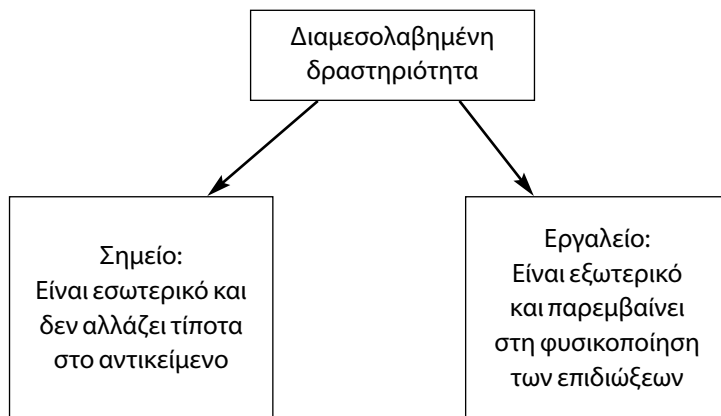 Διαμεσολαβημένη
δραστηριότητα
Σημείο:
Είναι εσωτερικό και
δεν αλλάζει τίποτα
στο αντικείμενο
Εργαλείο:
Είναι εξωτερικό
και παρεμβαίνει
στη φυσικοποίηση
των επιδιώξεων